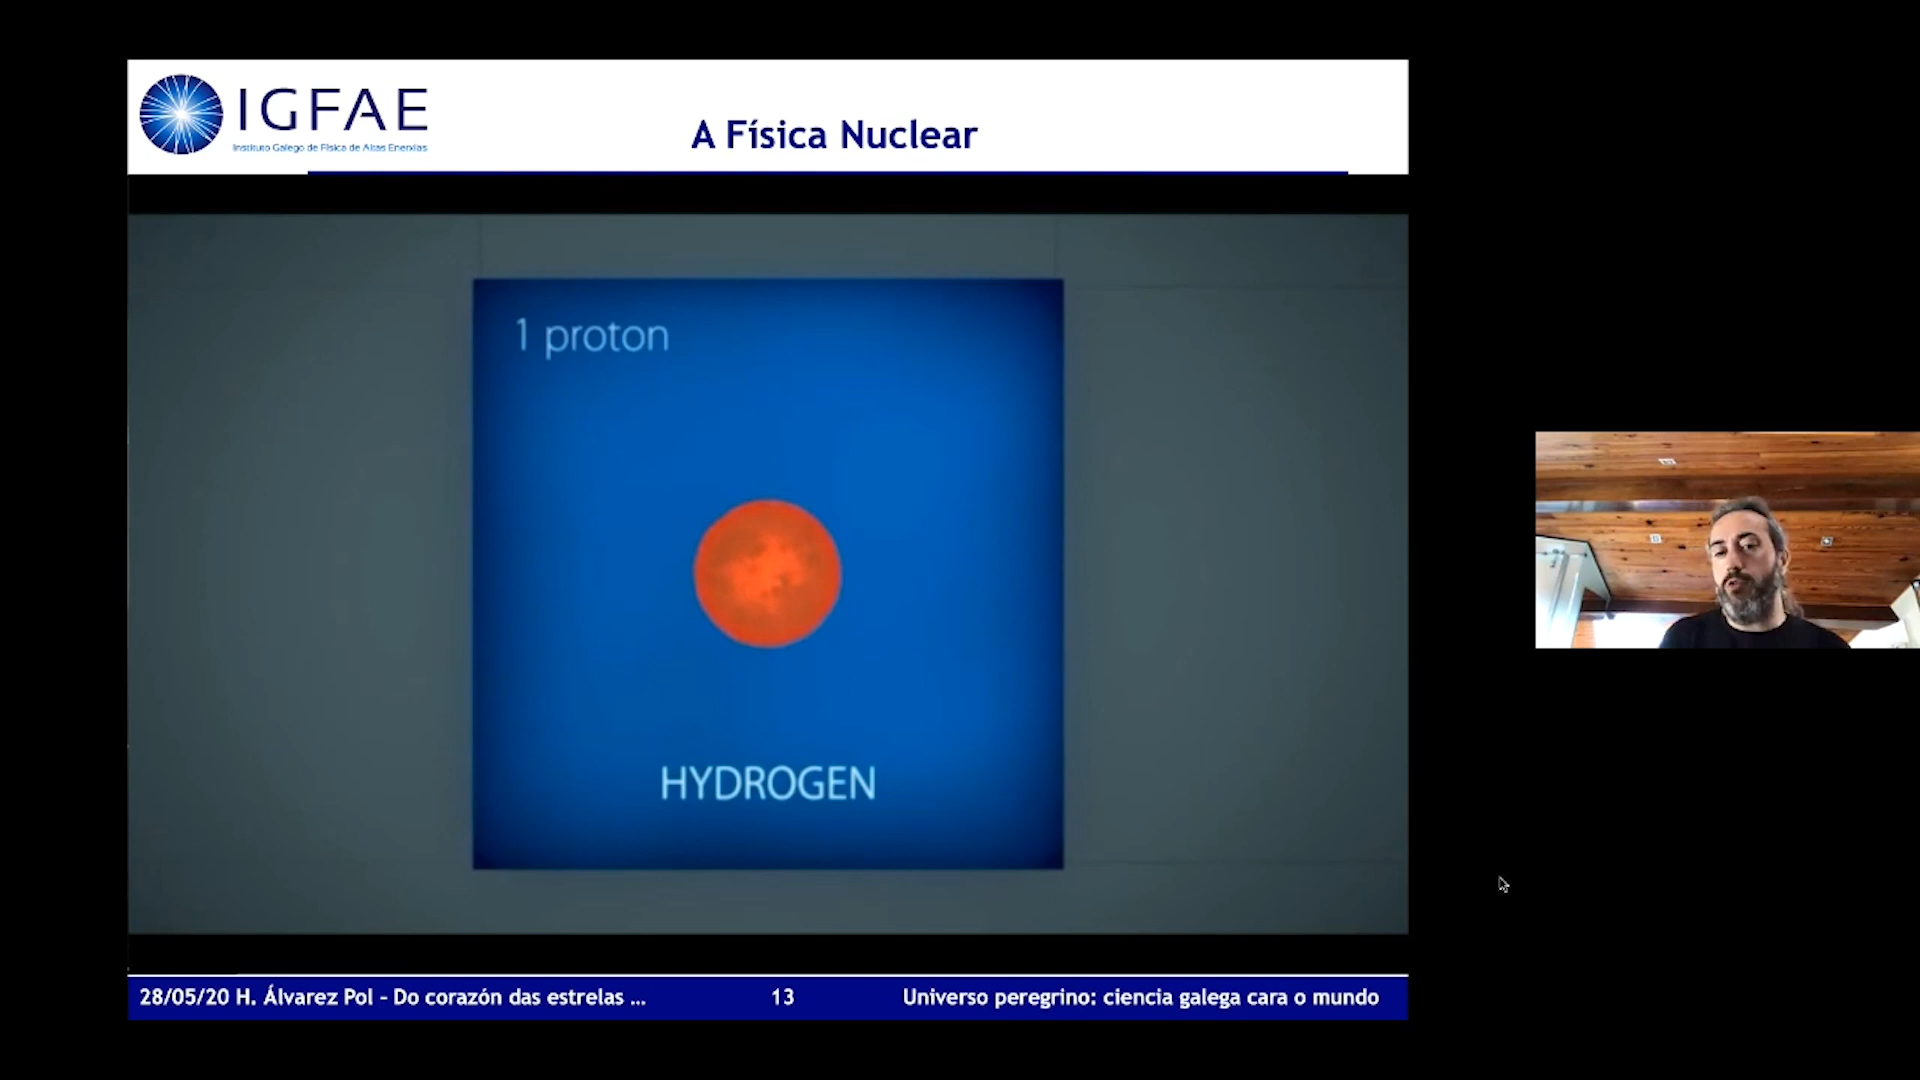 IGFAE
Instituto Galego de Física de Altas Enerxías
A Física Nuclear
1 proton
HYDROGEN
28/05/20 H. Álvarez Pol - Do corazón das estrelas ...
13
Universo peregrino: ciencia galega cara o mundo